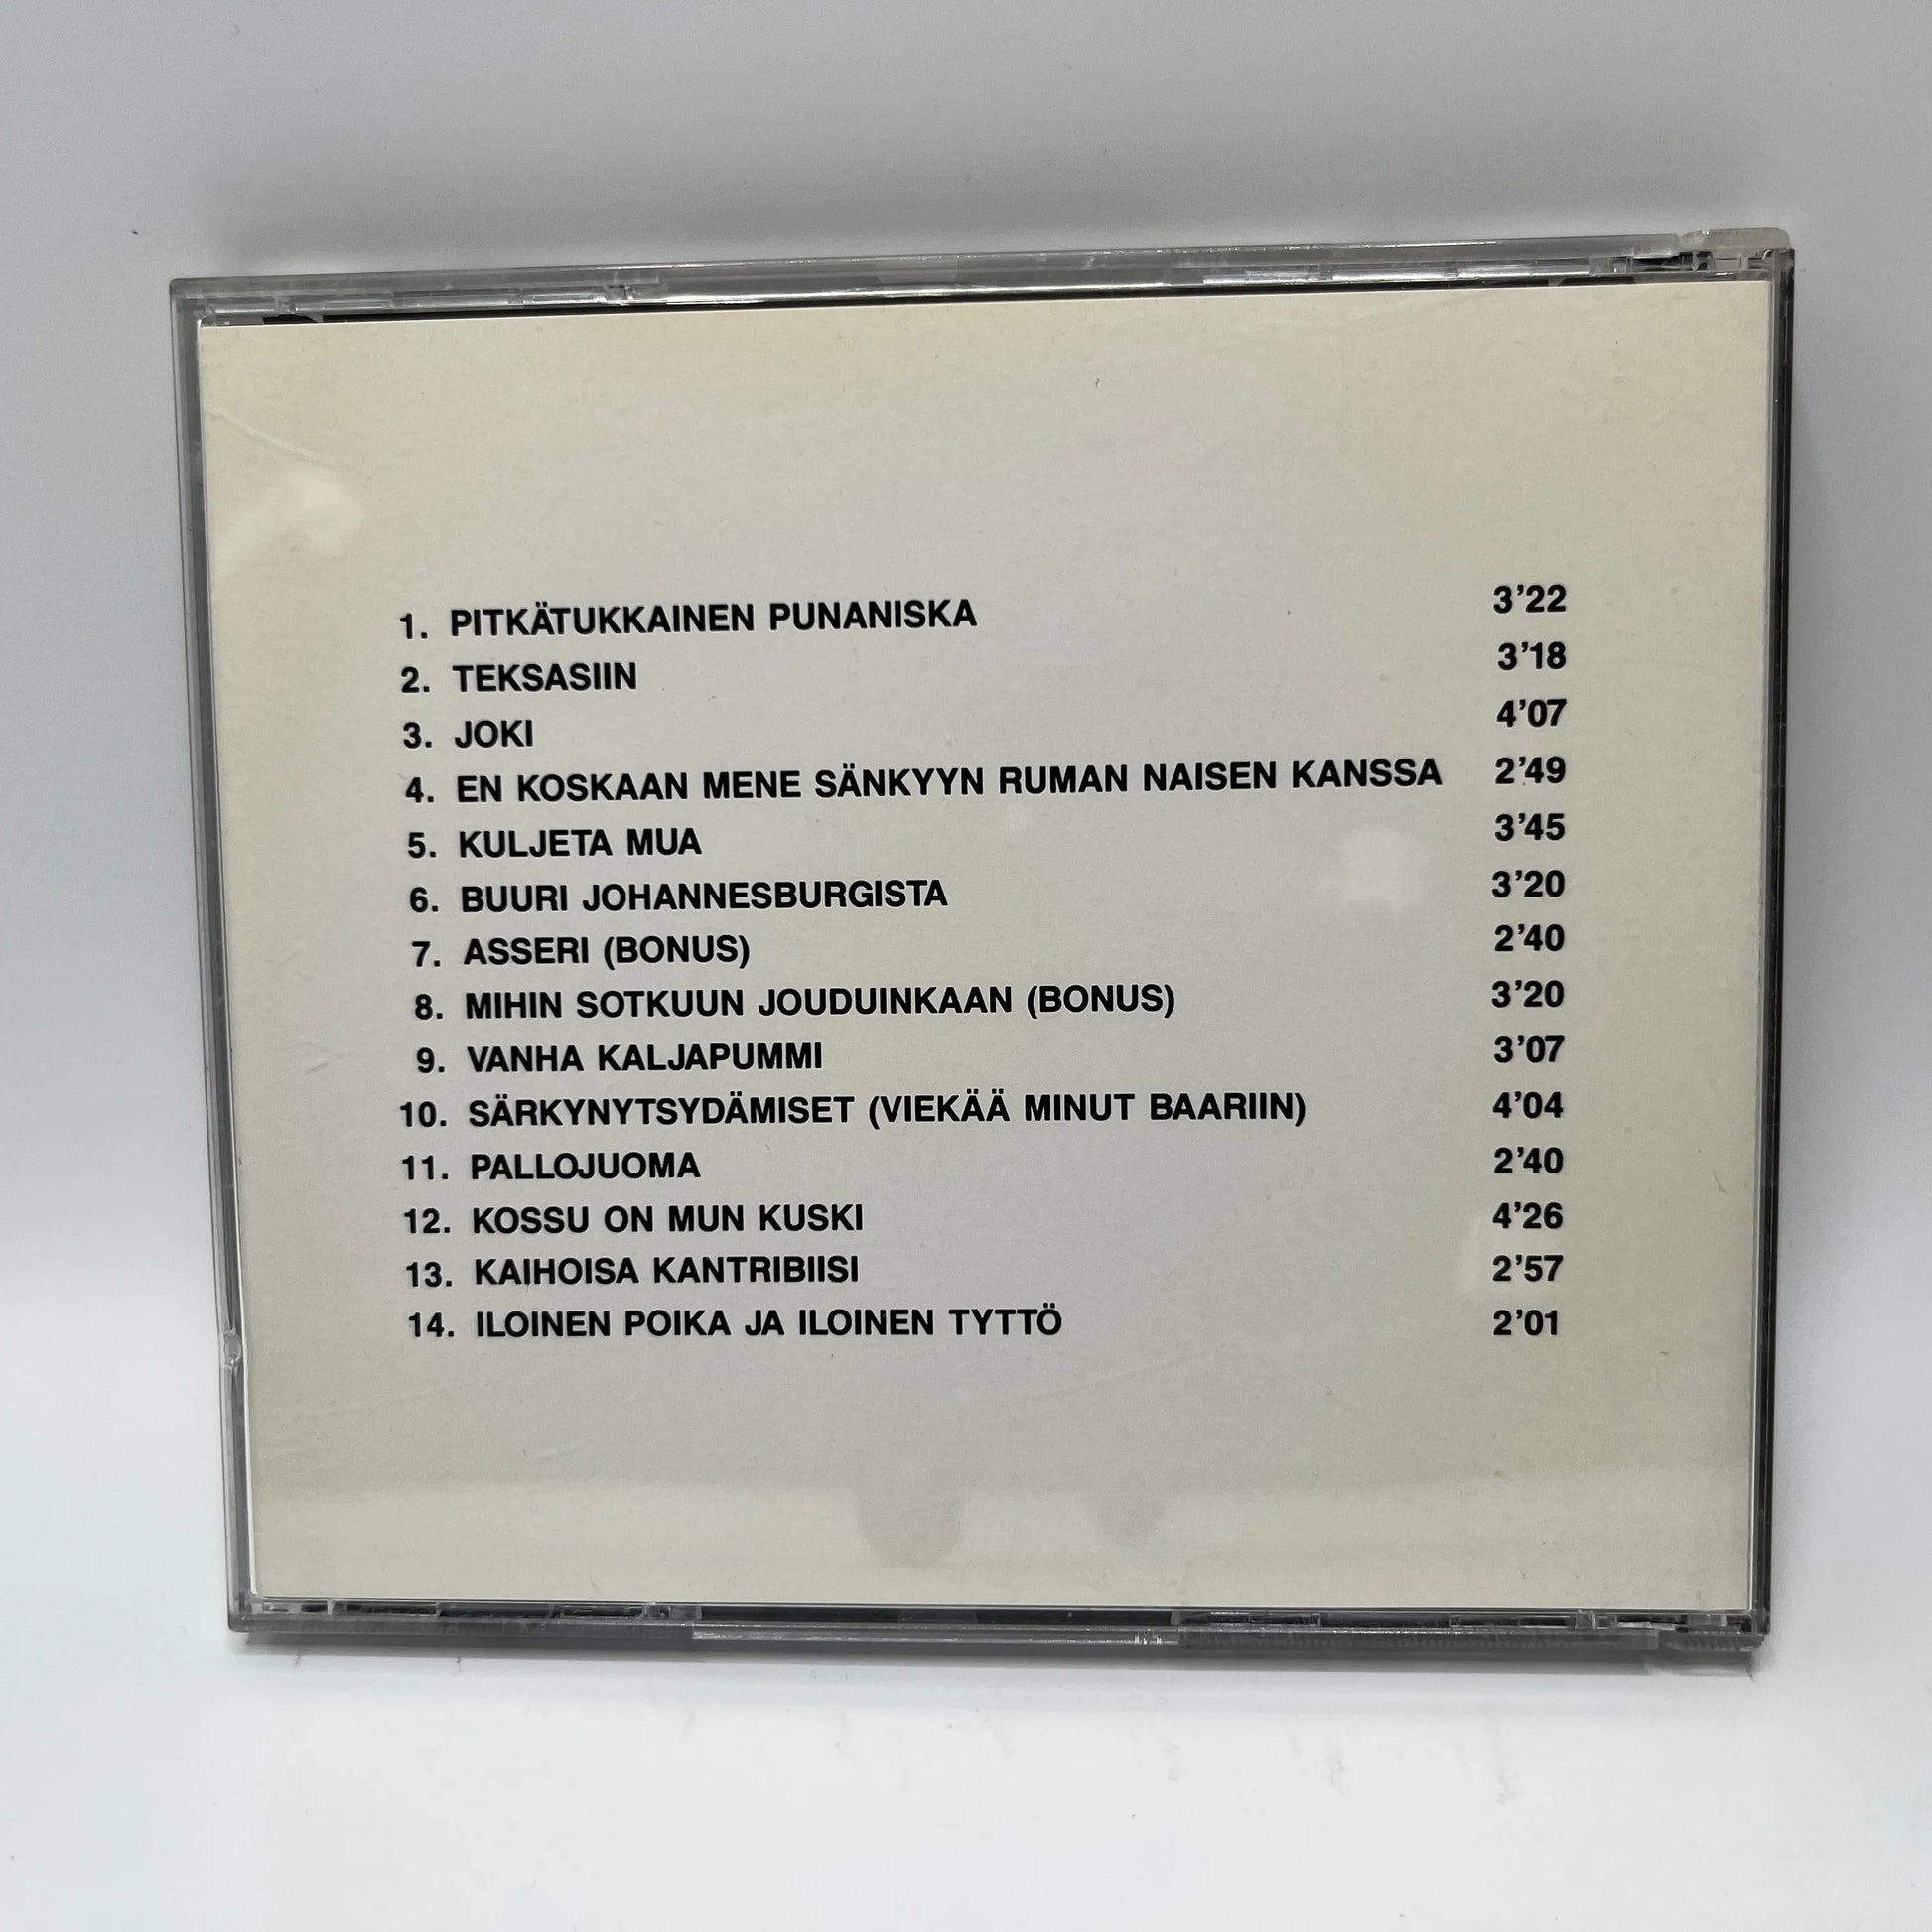 1. PITKÄTUKKAINEN PUNANISKA 3’22
2. TEKSASIIN 3’18
3. JOKI 4’07
4. EN KOSKAAN MENE SÄNKYYN RUMAN NAISEN KANSSA 2’49
5. KULJETA MUA 3’45
6. BUURI JOHANNESBURGISTA 3’20
7. ASSERI (BONUS) 2’40
8. MIHIN SOTKUUN JOUDUINKAAN (BONUS) 3’20
9. VANHA KALJAPUMMI 3’07
10. SÄRKYNYTSYDÄMISET (VIEKÄÄ MINUT BAARIIN) 4’04
11. PALLOJUOMA 2’40
12. KOSSU ON MUN KUSKI 4’26
13. KAIHOISA KANTRIBIISI 2’57
14. ILOINEN POIKA JA ILOINEN TYTTÖ 2’01